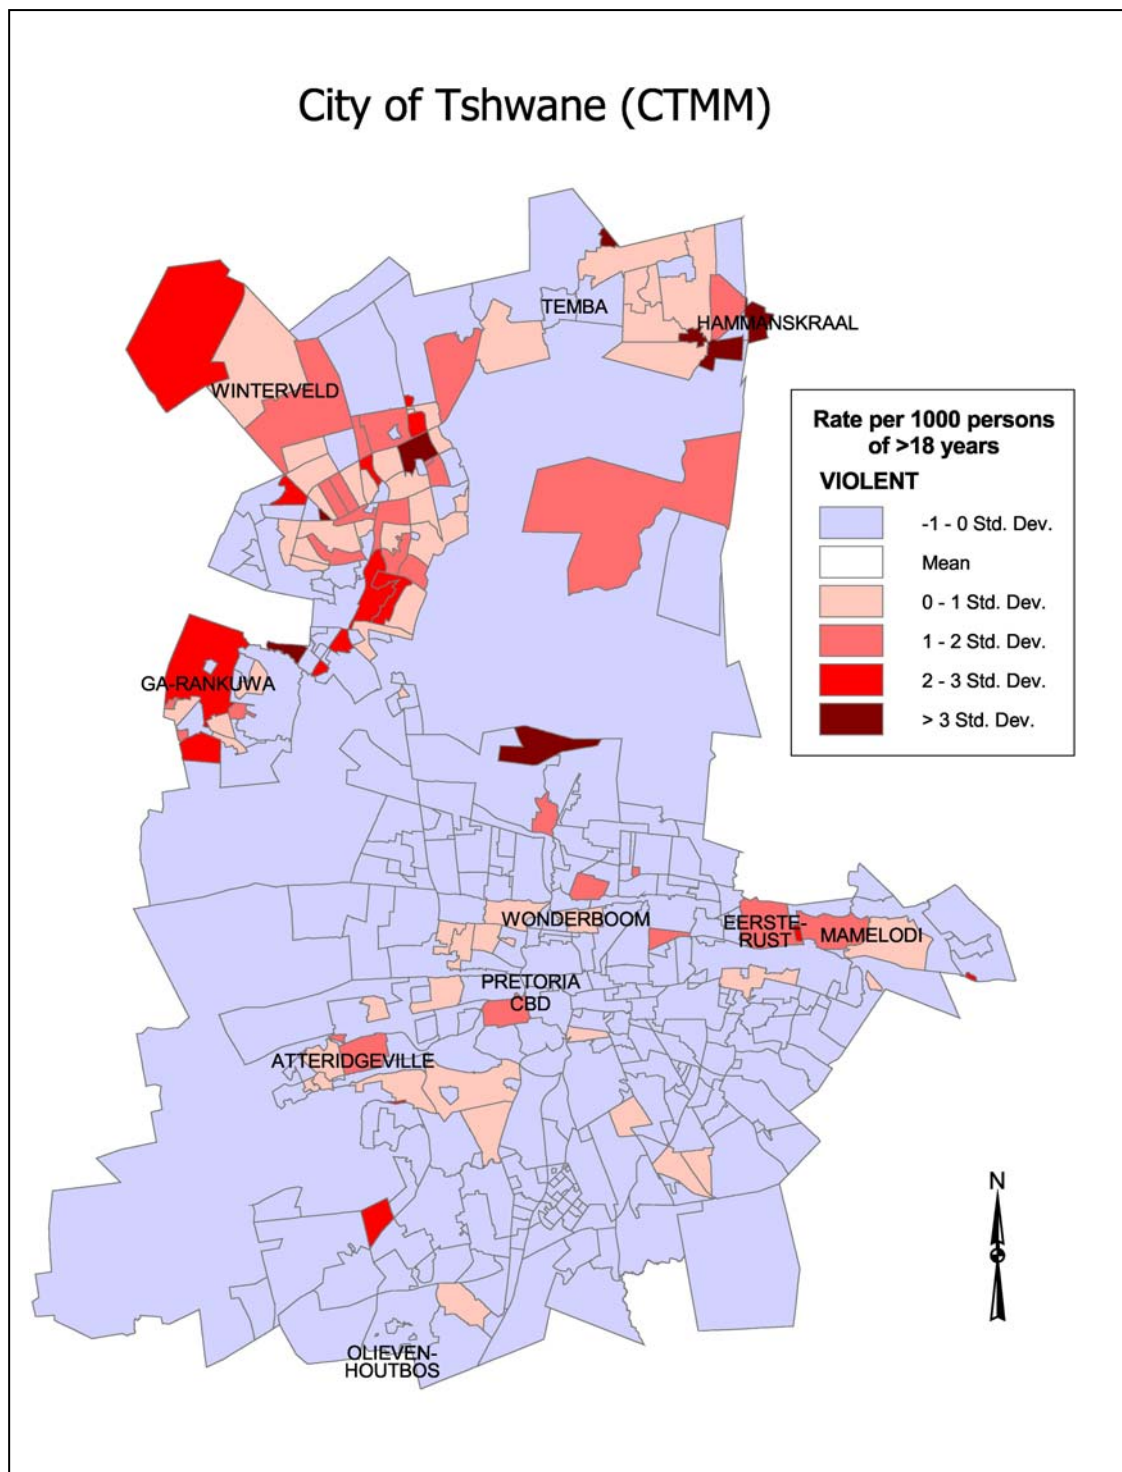 City of Tshwane (CTMM)
TEMBA
HAMMANSKRAAL
WINTERVELD
Rate per 1000 persons
of >18 years
VIOLENT
-1 - 0 Std. Dev.
Mean
0 - 1 Std. Dev.
1 - 2 Std. Dev.
2 - 3 Std. Dev.
> 3 Std. Dev.
GA-RANKUWA
WONDERBOOM
EERSTE-
RUST
MAMELODI
PRETORIA
CBD
ATTERIDGEVILLE
N
OLIEVEN-
HOUTBOS